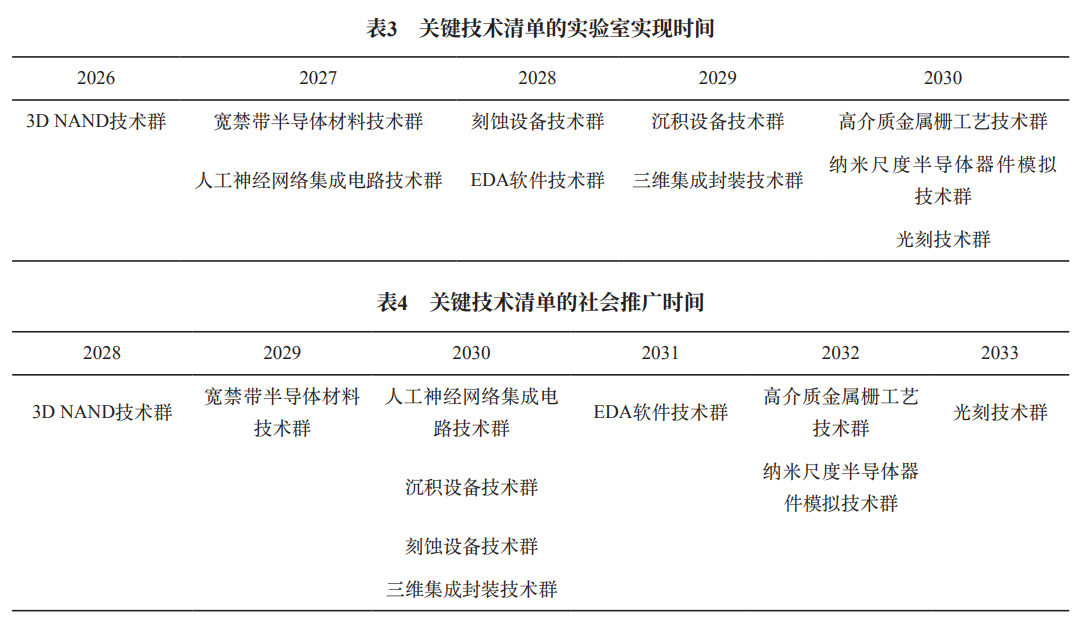 表3 关键技术清单的实验室实现时间
2026 2027 2028 2029 2030
3D NAND技术群 宽禁带半导体材料技术群 刻蚀设备技术群 沉积设备技术群 高介质金属栅工艺技术群
人工神经网络集成电路技术群 EDA软件技术群 三维集成封装技术群 纳米尺度半导体器件模拟
技术群
光刻技术群
表4 关键技术清单的社会推广时间
2028 2029 2030 2031 2032 2033
3D NAND技术群 宽禁带半导体材料 人工神经网络集成电 EDA软件技术群 高介质金属栅工艺 光刻技术群
技术群 路技术群 技术群
沉积设备技术群 纳米尺度半导体器
件模拟技术群
刻蚀设备技术群
三维集成封装技术群